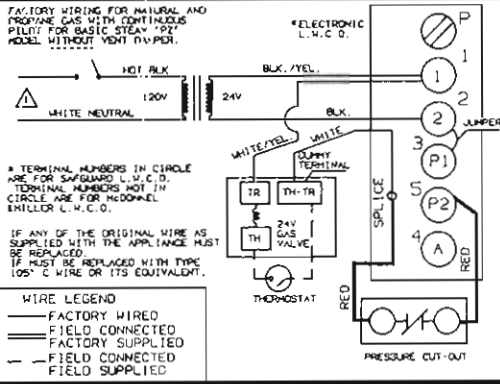 FACTORY WIRING FOR NATURAL AND
PROPANE GAS WITH CONTINUOUS
PILOT FOR BASIC STEAM "PZ"
MODEL WITHOUT VENT DAMPER.
*ELECTRONIC
L.W.C.O.
P
1
1
HOT BLK
BLK./YEL.
120V
24V
2
2
BLK.
WHITE NEUTRAL
JUMPER
WHITE/YEL.
WHITE
3
P1
DUMMY
TERMINAL
* TERMINAL NUMBERS IN CIRCLE
ARE FOR SAFGUARD L.W.C.O.
TERMINAL NUMBERS NOT IN
CIRCLE ARE FOR McDONNEL
MILLER L.W.C.O.
TR
TH-TR
5
P2
SPLICE
24V
GAS
VALVE
TH
4
A
IF ANY OF THE ORIGINAL WIRE AS
SUPPLIED WITH THE APPLIANCE MUST
BE REPLACED.
IF MUST BE REPLACED WITH TYPE
105° C WIRE OR ITS EQUIVALENT.
RED
RED
THERMOSTAT
WIRE LEGEND
FACTORY WIRED
FIELD CONNECTED
FACTORY SUPPLIED
FIELD CONNECTED
FIELD SUPPLIED
PRESSURE CUT-OUT